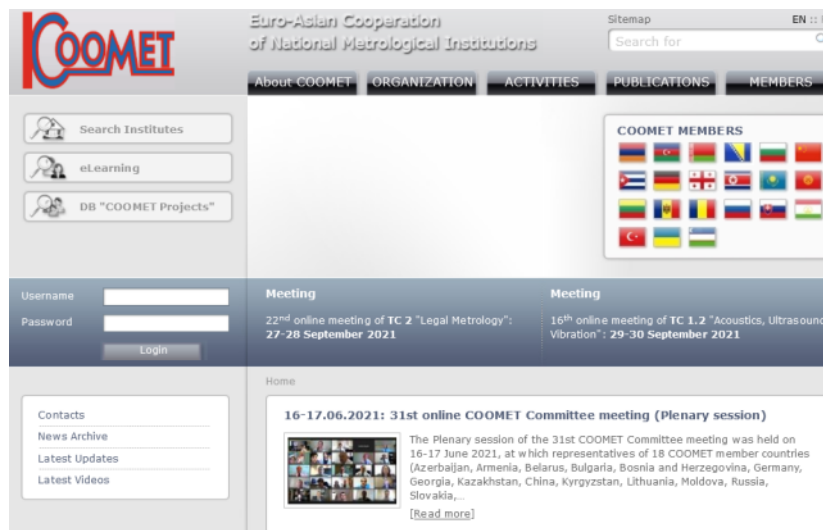 COOMET
Euro-Asian Cooperation
of National Metrological Institutions
Sitemap
EN ::
Search for
About COOMET
ORGANIZATION
ACTIVITIES
PUBLICATIONS
MEMBERS
Search Institutes
eLearning
DB "COOMET Projects"
COOMET MEMBERS
Username
Password
Login
Meeting
22nd online meeting of TC 2 "Legal Metrology":
27-28 September 2021
Meeting
16th online meeting of TC 1.2 "Acoustics, Ultrasound
Vibration": 29-30 September 2021
Home
Contacts
News Archive
Latest Updates
Latest Videos
16-17.06.2021: 31st online COOMET Committee meeting (Plenary session)
The Plenary session of the 31st COOMET Committee meeting was held on
16-17 June 2021, at which representatives of 18 COOMET member countries
(Azerbaijan, Armenia, Belarus, Bulgaria, Bosnia and Herzegovina, Germany,
Georgia, Kazakhstan, China, Kyrgyzstan, Lithuania, Moldova, Russia,
Slovakia,...
[Read more]